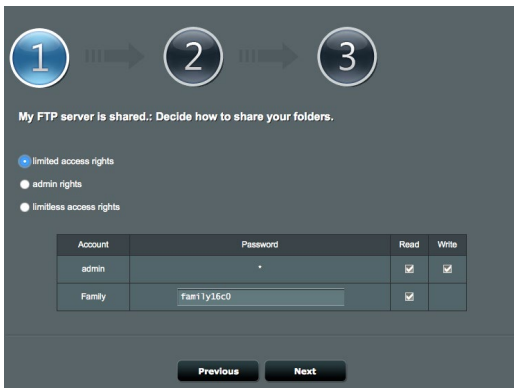 1 2 3
My FTP server is shared.: Decide how to share your folders.
limited access rights
admin rights
limitless access rights
Account Password Read Write
admin *
Family family16c0
Previous Next